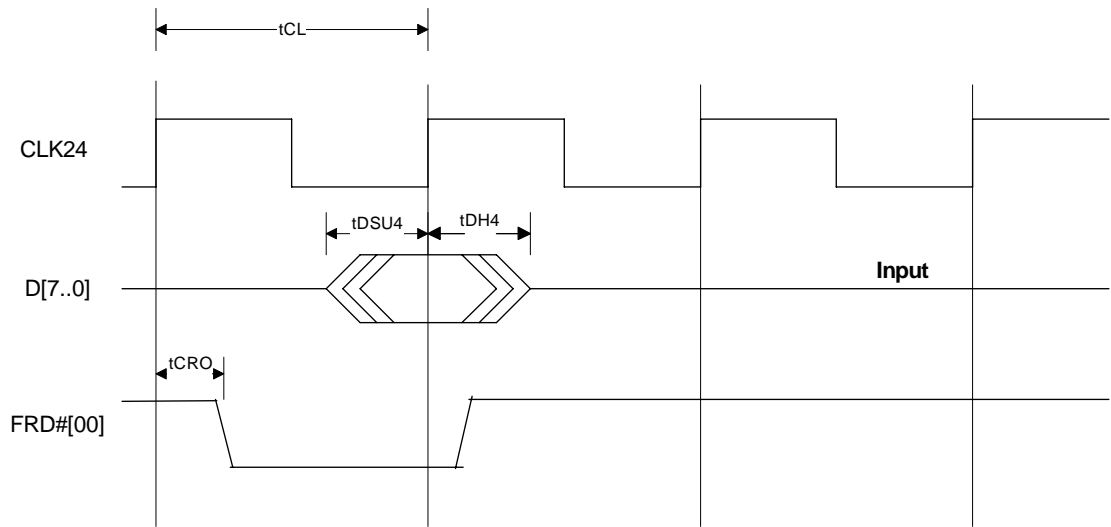 tCL
CLK24
tDSU4
tDH4
D[7..0]
Input
tCRO
FRD#[00]